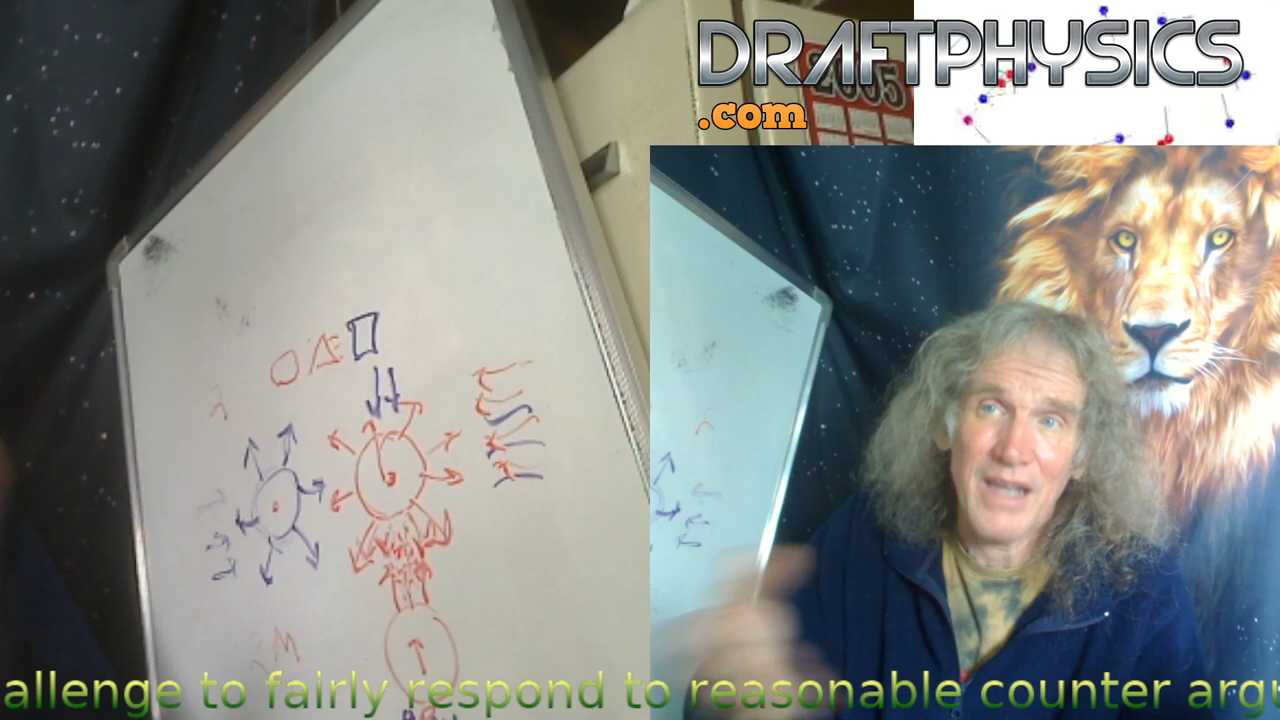 DRAFTPHYSICS
.com
2005
allenge to fairly respond to reasonable counter argu